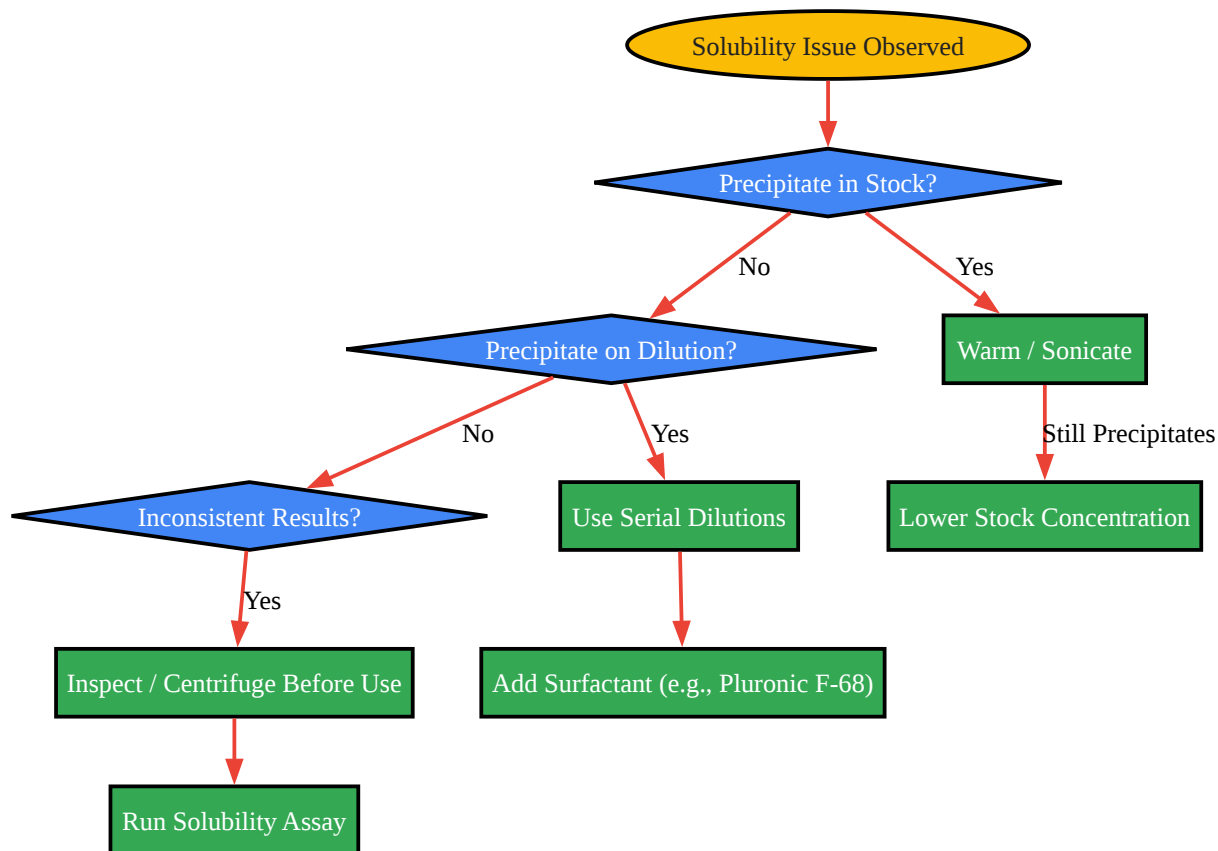 Solubility Issue Observed
Precipitate in Stock?
No
Yes
Precipitate on Dilution?
Warm / Sonicate
No
Yes
Still Precipitates
Inconsistent Results?
Use Serial Dilutions
Lower Stock Concentration
Yes
Inspect / Centrifuge Before Use
Add Surfactant (e.g., Pluronic F-68)
Run Solubility Assay